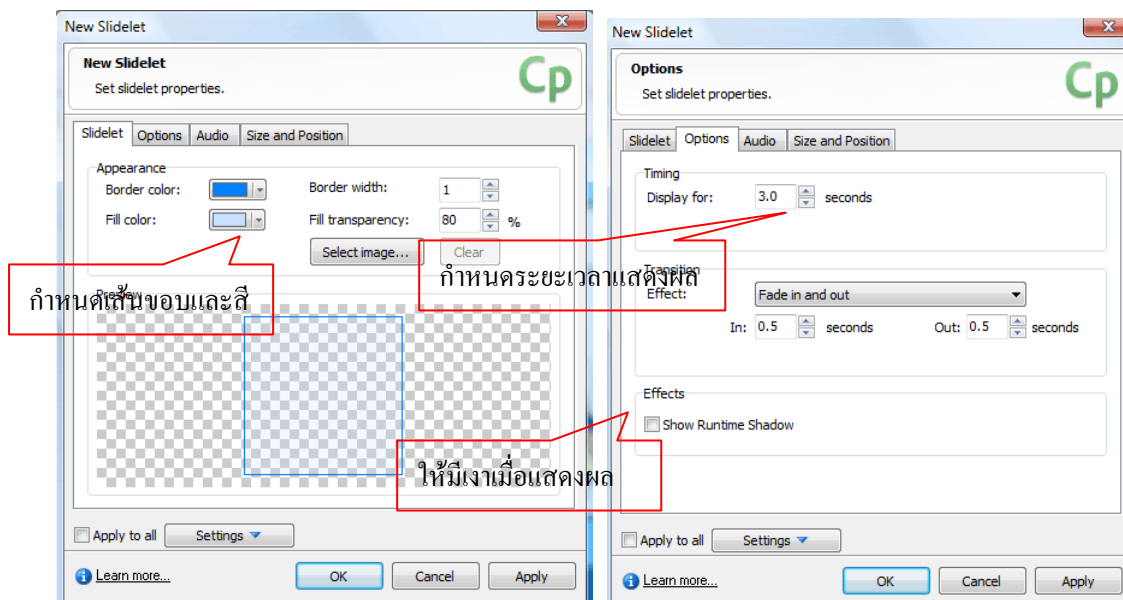 New Slidelet
New Slidelet
Set slidelet properties.
Cp
Slidelet Options Audio Size and Position
Appearance
Border color: Border width: 1
Fill color: Fill transparency: 80 %
Select image... Clear
กำหนดเส้นขอบและสี
Preview
Apply to all Settings
Learn more... OK Cancel Apply
New Slidelet
Options
Set slidelet properties.
Cp
Slidelet Options Audio Size and Position
Timing
Display for: 3.0 seconds
กำหนดระยะเวลาแสดงผล
Transition
Effect: Fade in and out
In: 0.5 seconds Out: 0.5 seconds
Effects
Show Runtime Shadow
ให้มีเงาเมื่อแสดงผล
Apply to all Settings
Learn more... OK Cancel Apply